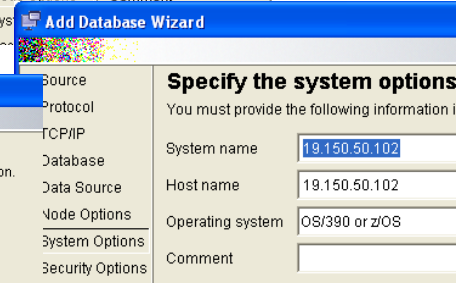 Add Database Wizard
Source
Protocol
TCP/IP
Database
Data Source
Node Options
System Options
Security Options
Specify the system options
You must provide the following information i
System name
19.150.50.102
Host name
19.150.50.102
Operating system
OS/390 or z/OS
Comment
on.